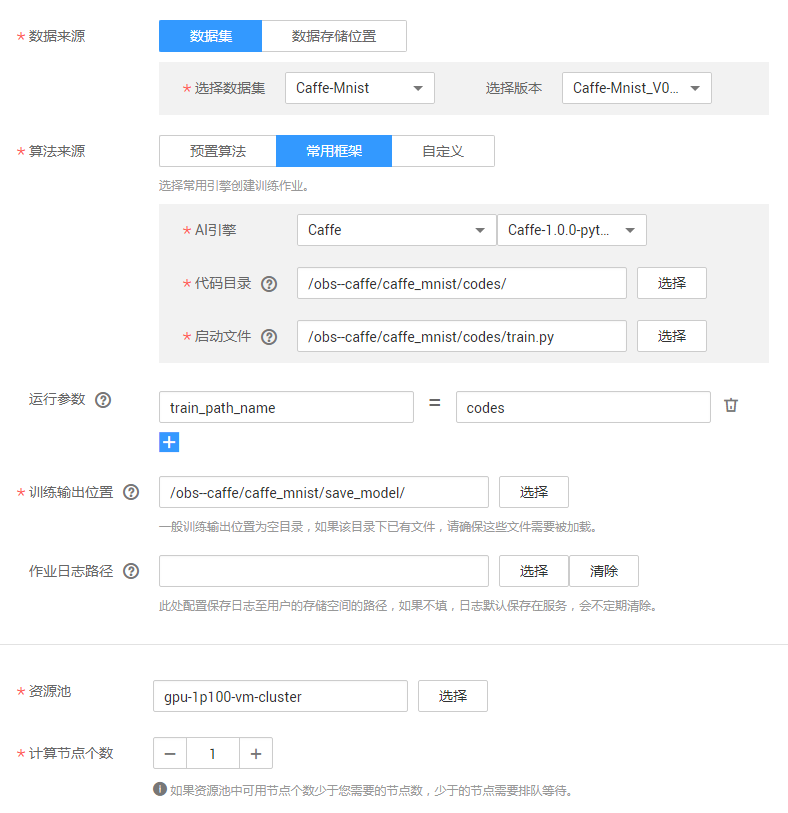 * 数据来源 数据集 数据存储位置
* 选择数据集 Caffe-Mnist 选择版本 Caffe-Mnist_V0...
* 算法来源 预置算法 常用框架 自定义
选择常用引擎创建训练作业。
* AI引擎 Caffe Caffe-1.0.0-pyt...
* 代码目录 ? /obs--caffe/caffe_mnist/codes/ 选择
* 启动文件 ? /obs--caffe/caffe_mnist/codes/train.py 选择
运行参数 ? train_path_name = codes
+
* 训练输出位置 ? /obs--caffe/caffe_mnist/save_model/ 选择
一般训练输出位置为空目录，如果该目录下已有文件，请确保这些文件需要被加载。
作业日志路径 ? 选择 清除
此处配置保存日志至用户的存储空间的路径，如果不填，日志默认保存在服务，会不定期清除。
* 资源池 gpu-1p100-vm-cluster 选择
* 计算节点个数 − 1 +
如果资源池中可用节点个数少于您需要的节点数，少于的节点需要排队等待。